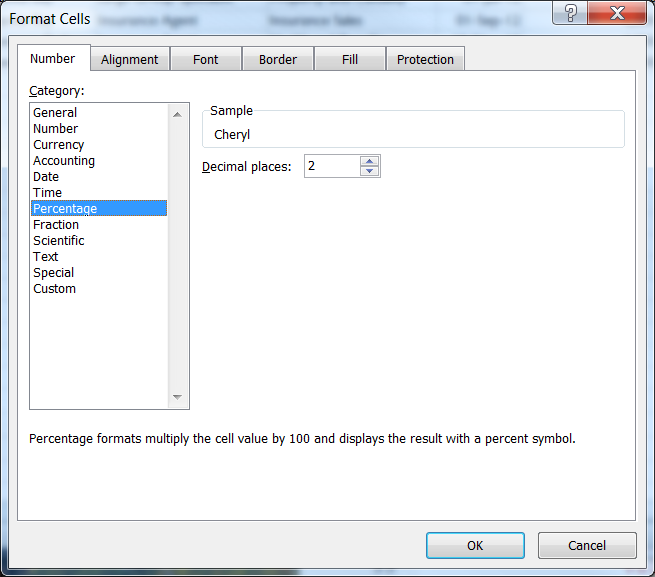 Insurance Agent Insurance Sales 01-Sep-12
Format Cells
Number Alignment Font Border Fill Protection
Category:
General
Number
Currency
Accounting
Date
Time
Percentage
Fraction
Scientific
Text
Special
Custom
Sample
Cheryl
Decimal places: 2
Percentage formats multiply the cell value by 100 and displays the result with a percent symbol.
OK Cancel